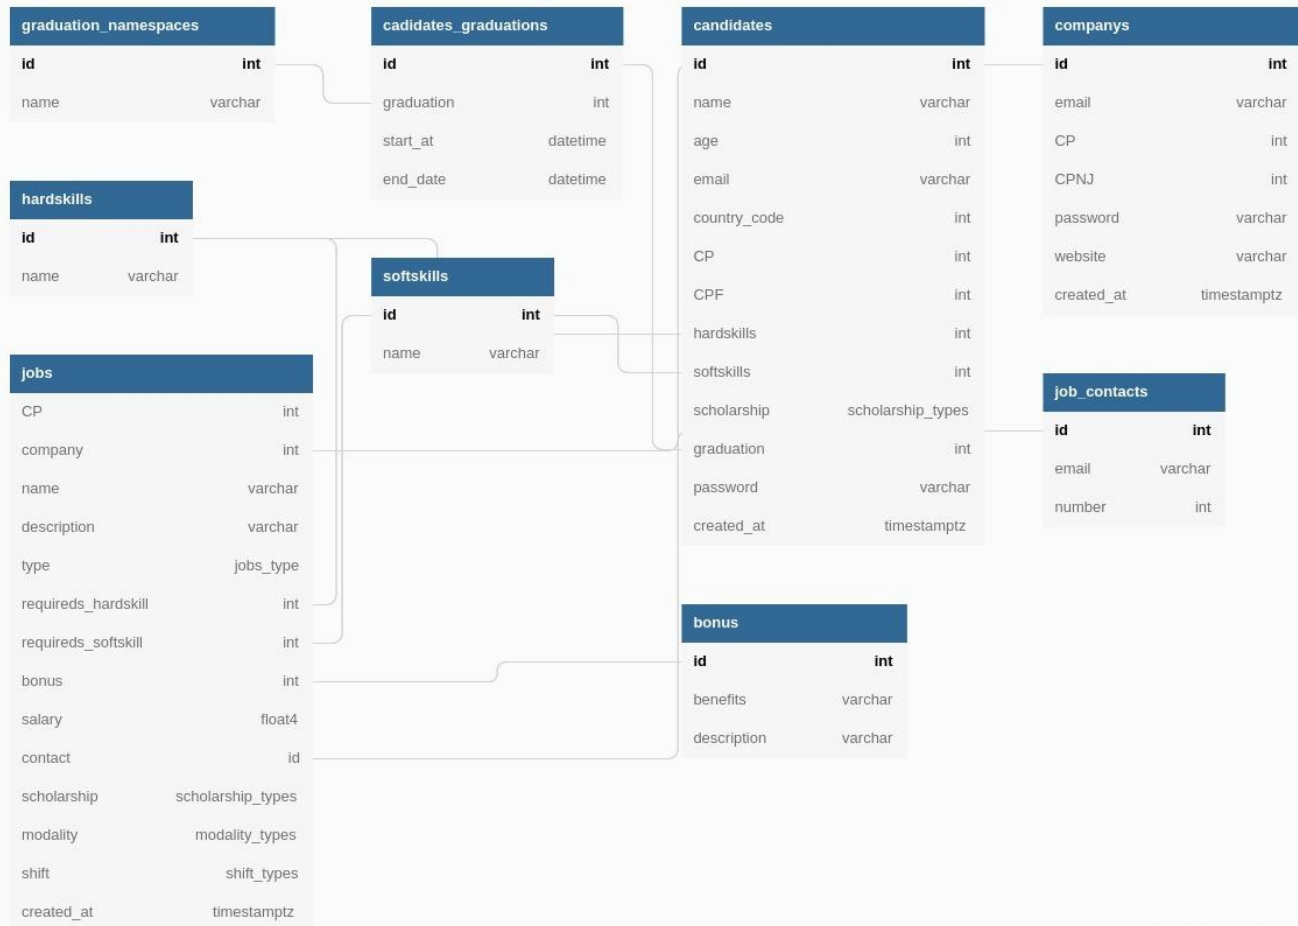 graduation_namespaces
id int
name varchar
cadidates_graduations
id int
graduation int
start_at datetime
end_date datetime
candidates
id int
name varchar
age int
email varchar
country_code int
CP int
CPF int
hardskills int
softskills int
scholarship scholarship_types
graduation int
password varchar
created_at timestamptz
companys
id int
email varchar
CP int
CPNJ int
password varchar
website varchar
created_at timestamptz
hardskills
id int
name varchar
softskills
id int
name varchar
jobs
CP int
company int
name varchar
description varchar
type jobs_type
requireds_hardskill int
requireds_softskill int
bonus int
salary float4
contact id
scholarship scholarship_types
modality modality_types
shift shift_types
created_at timestamptz
job_contacts
id int
email varchar
number int
bonus
id int
benefits varchar
description varchar